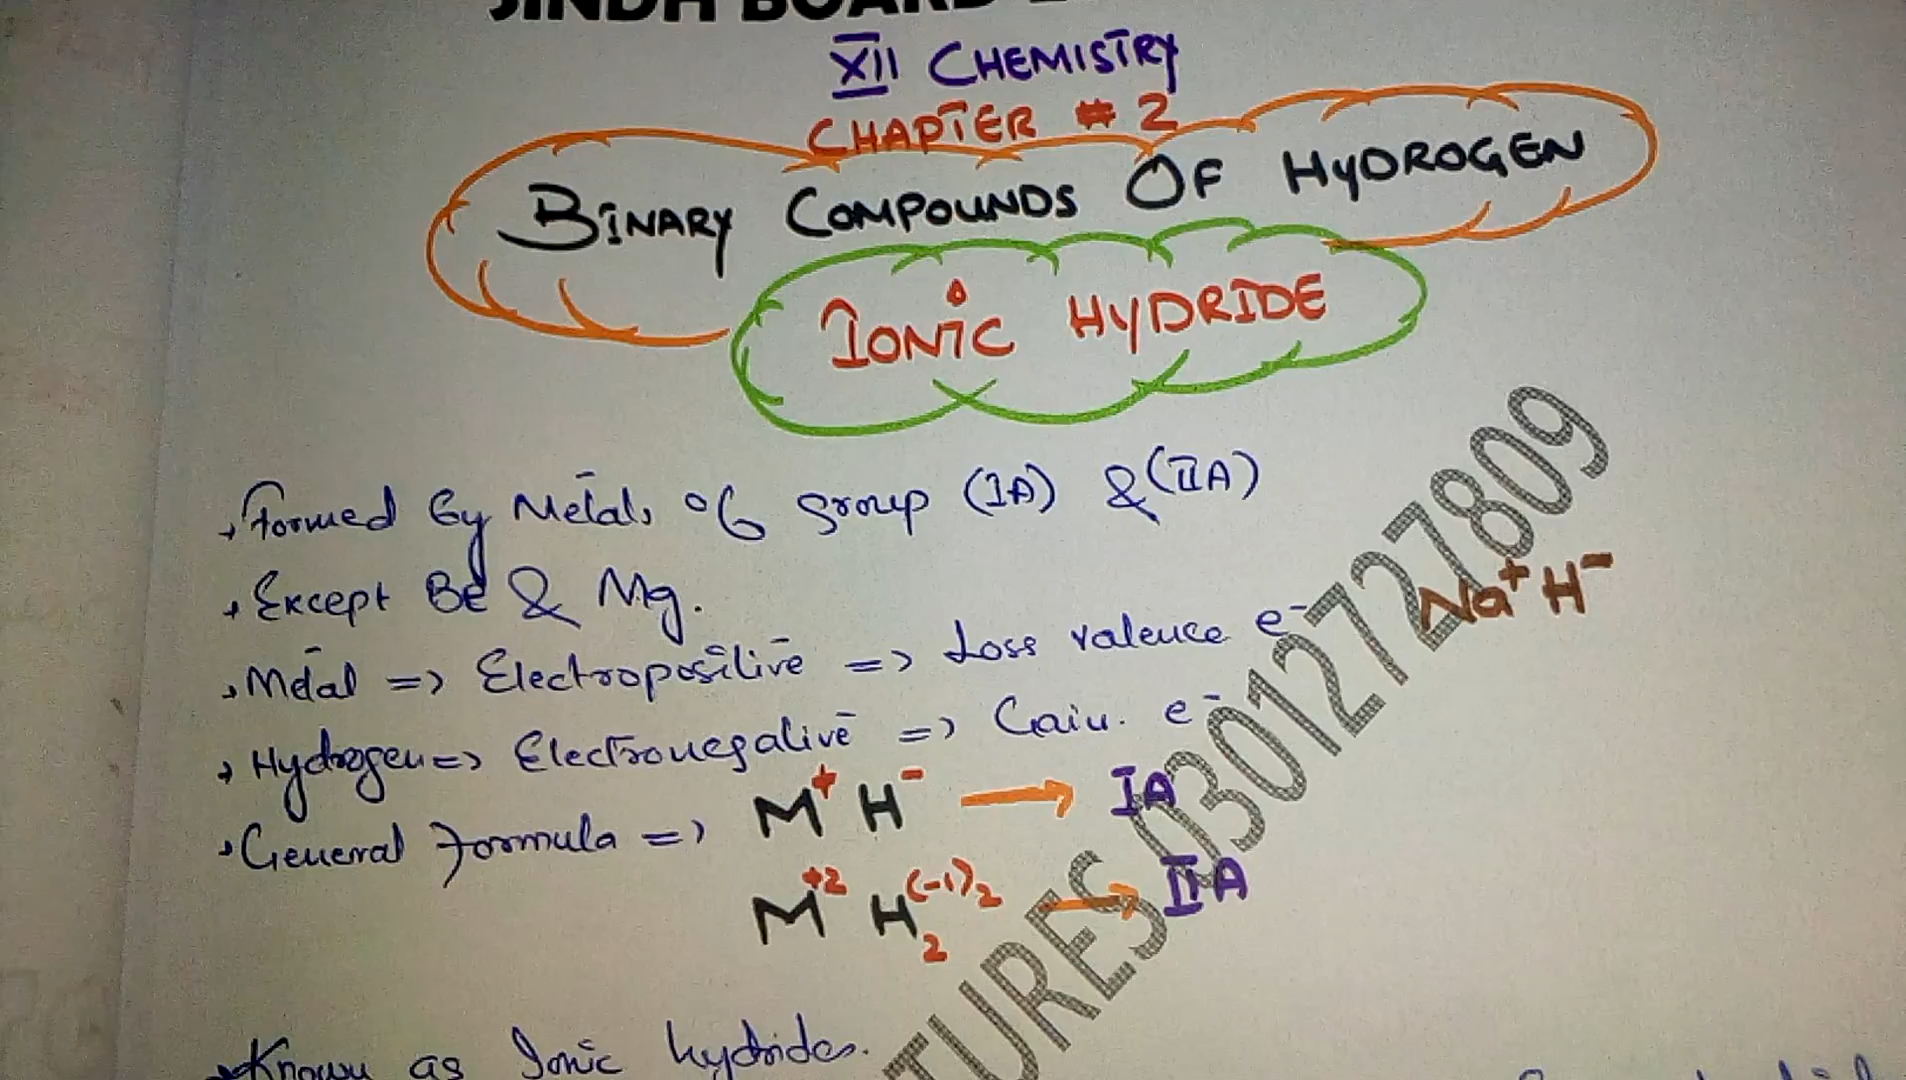 XII CHEMISTRY
CHAPTER # 2
BINARY COMPOUNDS OF HYDROGEN
IONIC HYDRIDE
Formed by Metals of group (IA) & (IIA)
Except Be & Mg.
Na⁺ H⁻
Metal => Electropositive => Loss valence e⁻
Hydrogen => Electronegative => Gain. e⁻
General Formula => M⁺ H⁻ → IA
M⁺² H₂⁽⁻¹⁾² → IIA
Known as Ionic hydrides.
TURES 03012727809